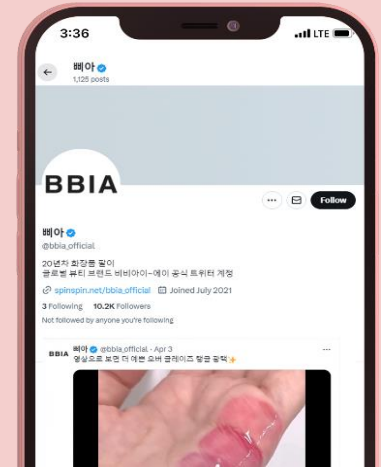 3:36
LTE
삐아
1,125 posts
BBIA
Follow
삐아
@bbia_official
20년차 화장품 팔이
글로벌 뷰티 브랜드 비비아이-에이 공식 트위터 계정
spinspin.net/bbia_official Joined July 2021
3 Following 10.2K Followers
Not followed by anyone you're following
BBIA 삐아 @bbia_official · Apr 3
영상으로 보면 더 예쁜 오버 글레이즈 탕글 광택✨